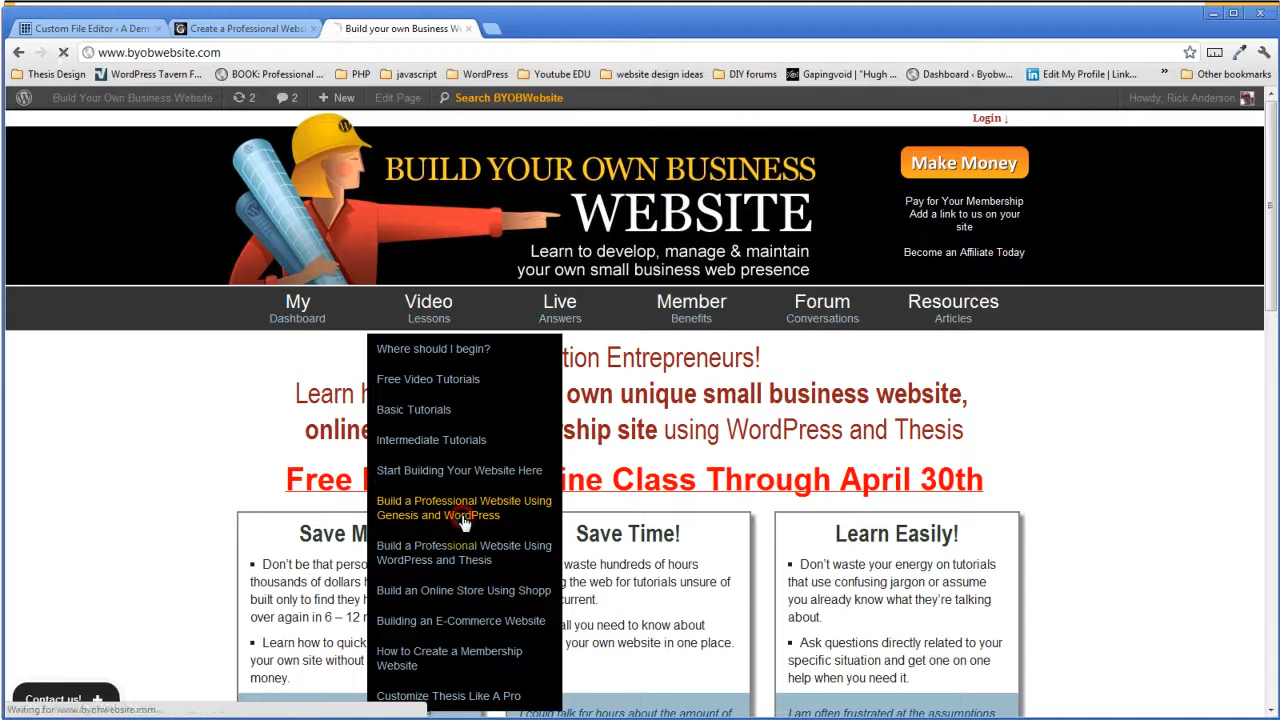 Custom File Editor ‹ A Dem
Create a Professional Websi
Build your own Business W
www.byobwebsite.com
Thesis Design
WordPress Tavern F...
BOOK: Professional ...
PHP
javascript
WordPress
Youtube EDU
website design ideas
DIY forums
Gapingvoid | "Hugh ...
Dashboard ‹ Byobw...
Edit My Profile | Link...
»
Other bookmarks
Build Your Own Business Website
2
2
+ New
Edit Page
Search BYOBWebsite
Howdy, Rick Anderson
Login ↓
BUILD YOUR OWN BUSINESS
WEBSITE
Learn to develop, manage & maintain
your own small business web presence
Make Money
Pay for Your Membership
Add a link to us on your
site
Become an Affiliate Today
My
Dashboard
Video
Lessons
Live
Answers
Member
Benefits
Forum
Conversations
Resources
Articles
Where should I begin?
Free Video Tutorials
Basic Tutorials
Intermediate Tutorials
Start Building Your Website Here
Build a Professional Website Using
Genesis and WordPress
Build a Professional Website Using
WordPress and Thesis
Build an Online Store Using Shopp
Building an E-Commerce Website
How to Create a Membership
Website
Customize Thesis Like A Pro
tion Entrepreneurs!
Learn h own unique small business website,
online ship site using WordPress and Thesis
Free ine Class Through April 30th
Save M
Don't be that perso
thousands of dollars
built only to find they h
over again in 6 – 12 m
Learn how to quick
your own site without
money.
Save Time!
waste hundreds of hours
g the web for tutorials unsure of
current.
all you need to know about
your own website in one place.
I could talk for hours about the amount of
Learn Easily!
Don't waste your energy on tutorials
that use confusing jargon or assume
you already know what they're talking
about.
Ask questions directly related to your
specific situation and get one on one
help when you need it.
I am often frustrated at the assumptions
Contact us!
Waiting for www.byobwebsite.com...